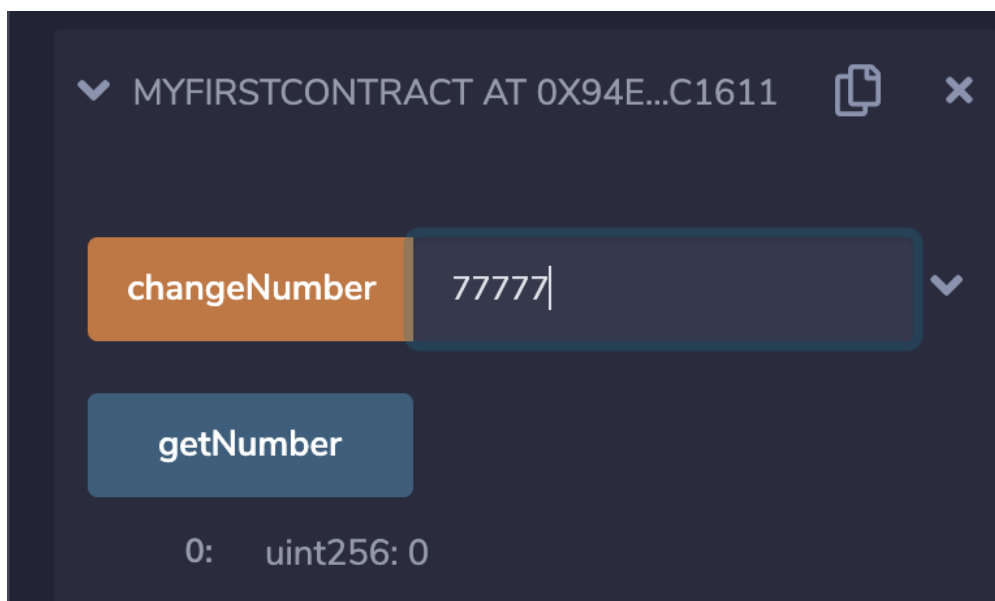 MYFIRSTCONTRACT AT 0X94E...C1611
changeNumber 77777
getNumber
0: uint256: 0